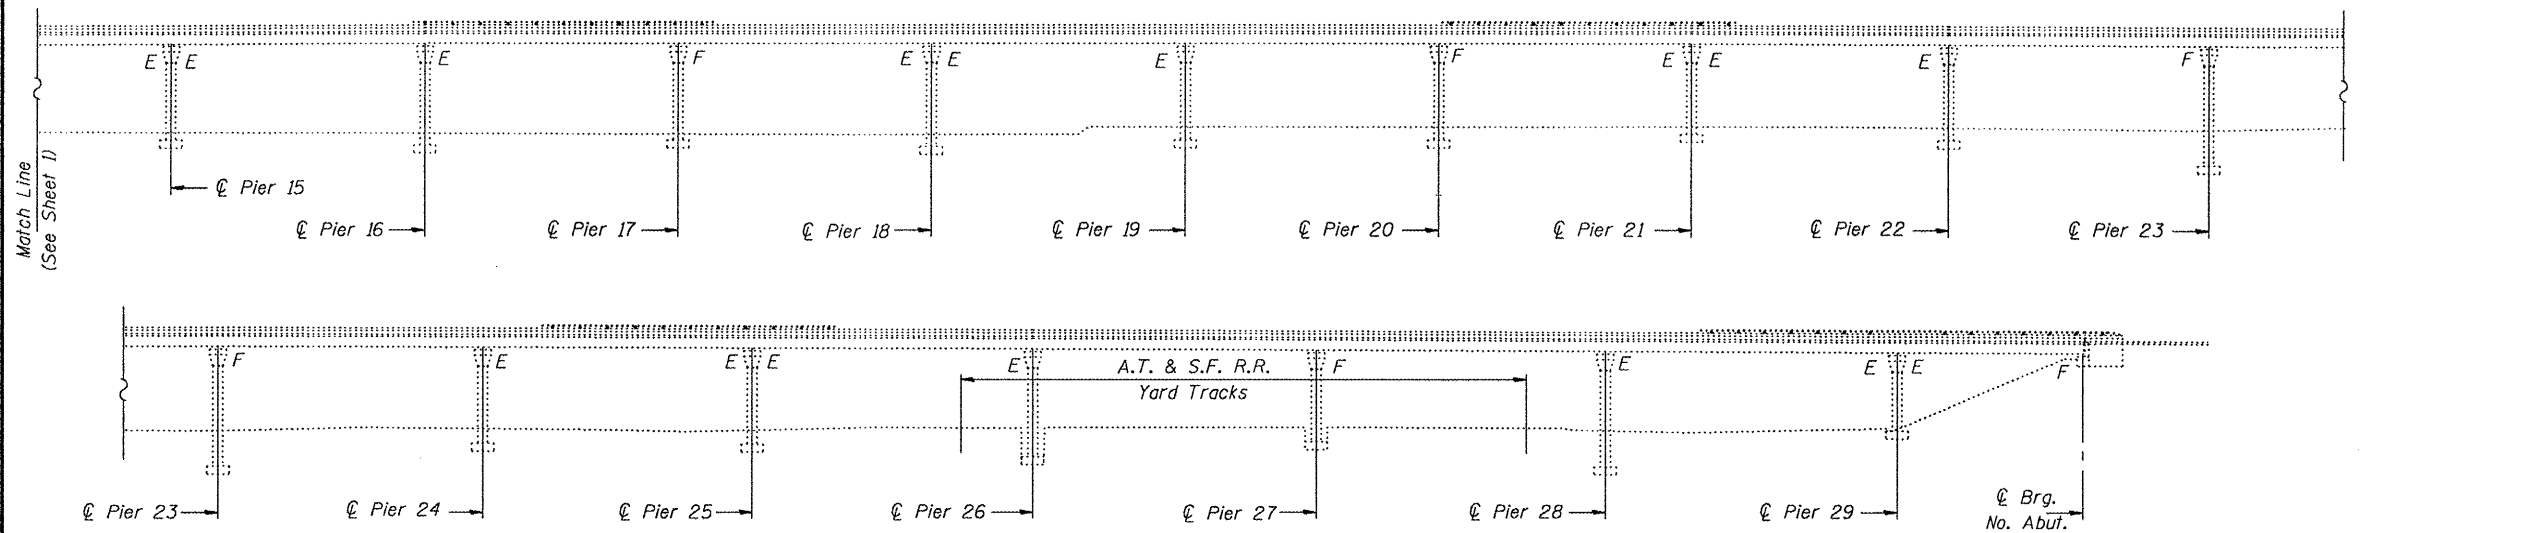 E E E F E E E F E E E F
Match Line
(See Sheet 1)
℄ Pier 15
℄ Pier 16
℄ Pier 17
℄ Pier 18
℄ Pier 19
℄ Pier 20
℄ Pier 21
℄ Pier 22
℄ Pier 23
F E E E E F E E E F
A.T. & S.F. R.R.
Yard Tracks
℄ Pier 23
℄ Pier 24
℄ Pier 25
℄ Pier 26
℄ Pier 27
℄ Pier 28
℄ Pier 29
℄ Brg.
No. Abut.